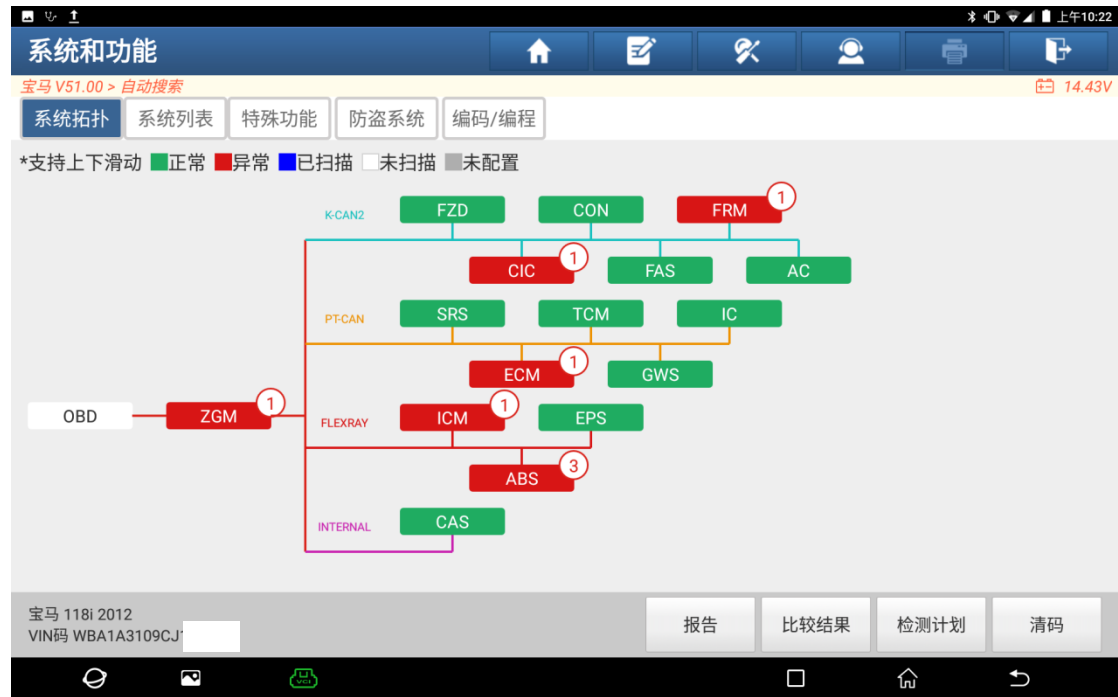 上午10:22
系统和功能
宝马 V51.00 > 自动搜索
14.43V
系统拓扑 系统列表 特殊功能 防盗系统 编码/编程
*支持上下滑动 正常 异常 已扫描 未扫描 未配置
K-CAN2 FZD CON FRM 1
CIC 1 FAS AC
PT-CAN SRS TCM IC
ECM 1 GWS
OBD ZGM 1 FLEXRAY ICM 1 EPS
ABS 3
INTERNAL CAS
宝马 118i 2012
VIN码 WBA1A3109CJ
报告 比较结果 检测计划 清码
VCI